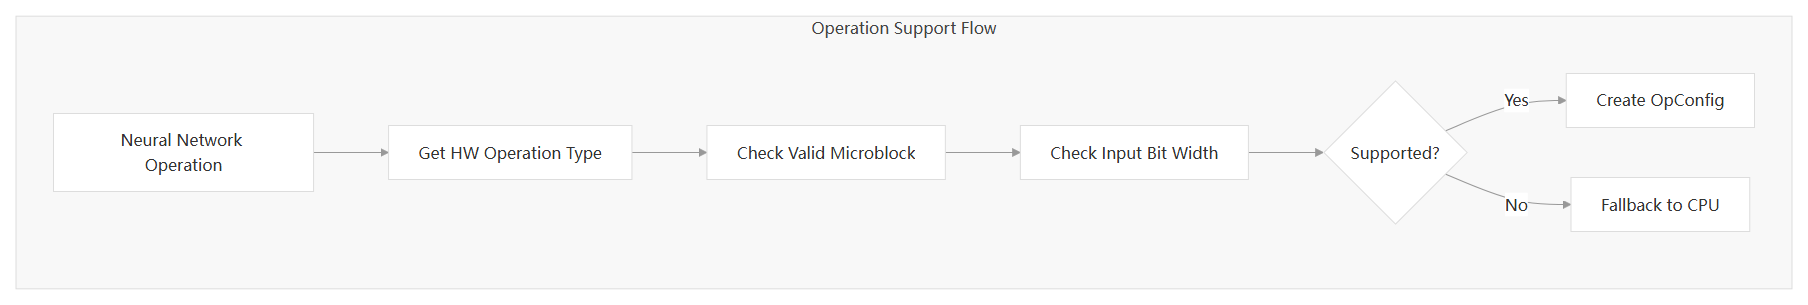 Operation Support Flow
Neural Network
Operation
Get HW Operation Type
Check Valid Microblock
Check Input Bit Width
Supported?
Yes
Create OpConfig
No
Fallback to CPU